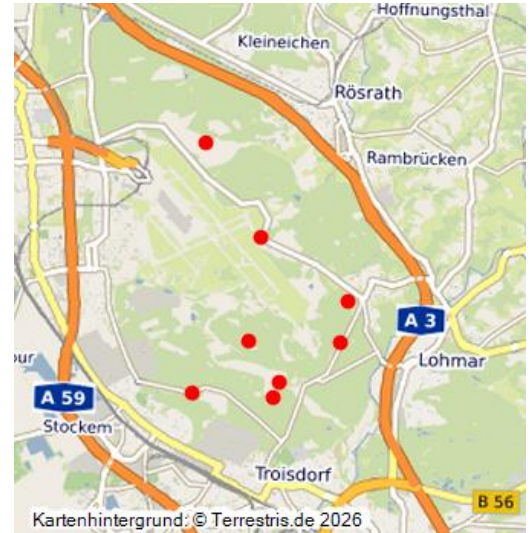 Hoffnungsthal
Kleineichen
Rösrath
Rambrücken
A 3
Lohmar
our
A 59
Stockem
Troisdorf
B 56
Kartenhintergrund: © Terrestris.de 2026